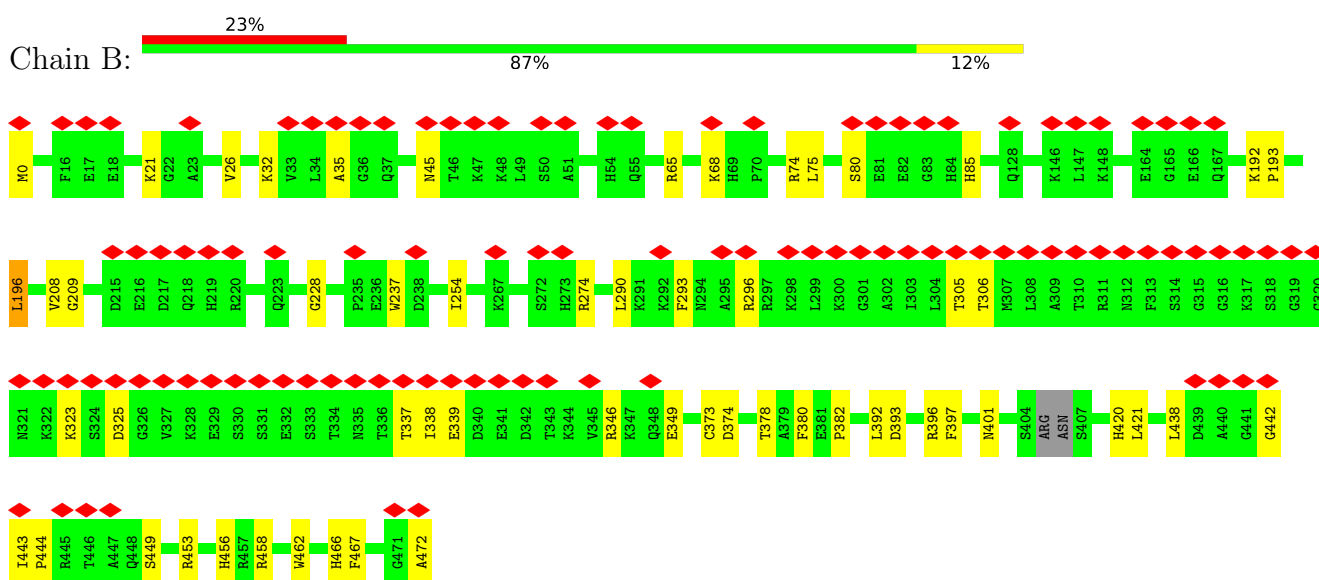 23%
Chain B:
87% 12%
M0 F16 E17 E18 K21 G22 A23 V26 K32 V33 L34 A35 G36 Q37 N45 T46 K47 K48 L49 S50 A51 H54 Q55 R65 K68 H69 P70 R74 L75 S80 E81 E82 G83 H84 H85 Q128 K146 L147 K148 E164 G165 E166 Q167 K192 P193
L196 V208 G209 D215 E216 D217 Q218 H219 R220 Q223 G228 P235 E236 W237 D238 I254 K267 S272 H273 R274 L290 K291 K292 F293 N294 A295 R296 R297 K298 L299 K300 G301 A302 I303 L304 T305 T306 M307 L308 A309 T310 R311 N312 F313 S314 G315 G316 K317 S318 G319
N321 K322 K323 S324 D325 G326 V327 K328 E329 S330 S331 E332 S333 T334 N335 T336 T337 I338 E339 D340 E341 D342 T343 K344 V345 R346 K347 Q348 E349 C373 D374 T378 A379 F380 E381 P382 L392 D393 R396 F397 N401 S404 ARG ASN S407 H420 L421 L438 D439 A440 G441 G442
I443 P444 R445 T446 A447 Q448 S449 R453 H456 R457 R458 W462 H466 F467 G471 A472